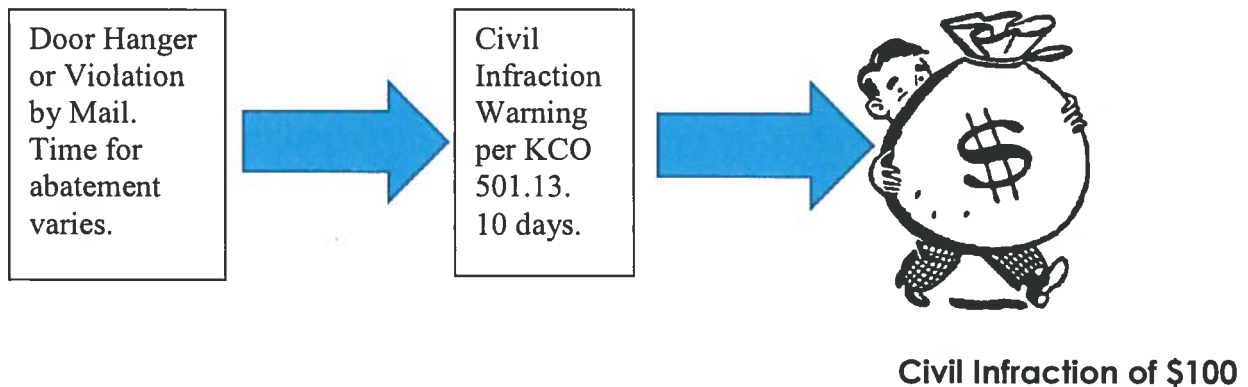 Door Hanger
or Violation
by Mail.
Time for
abatement
varies.
Civil
Infraction
Warning
per KCO
501.13.
10 days.
$
Civil Infraction of $100